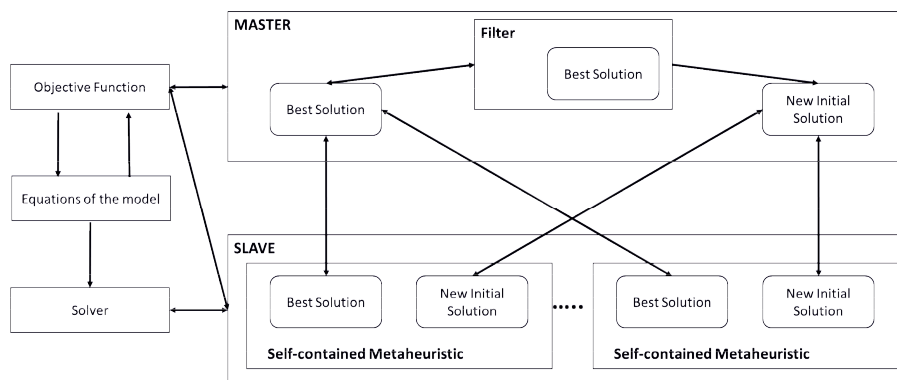 MASTER
Filter
Best Solution
Objective Function
Best Solution
New Initial
Solution
Equations of the model
SLAVE
Solver
Best Solution
New Initial
Solution
.....
Best Solution
New Initial
Solution
Self-contained Metaheuristic
Self-contained Metaheuristic